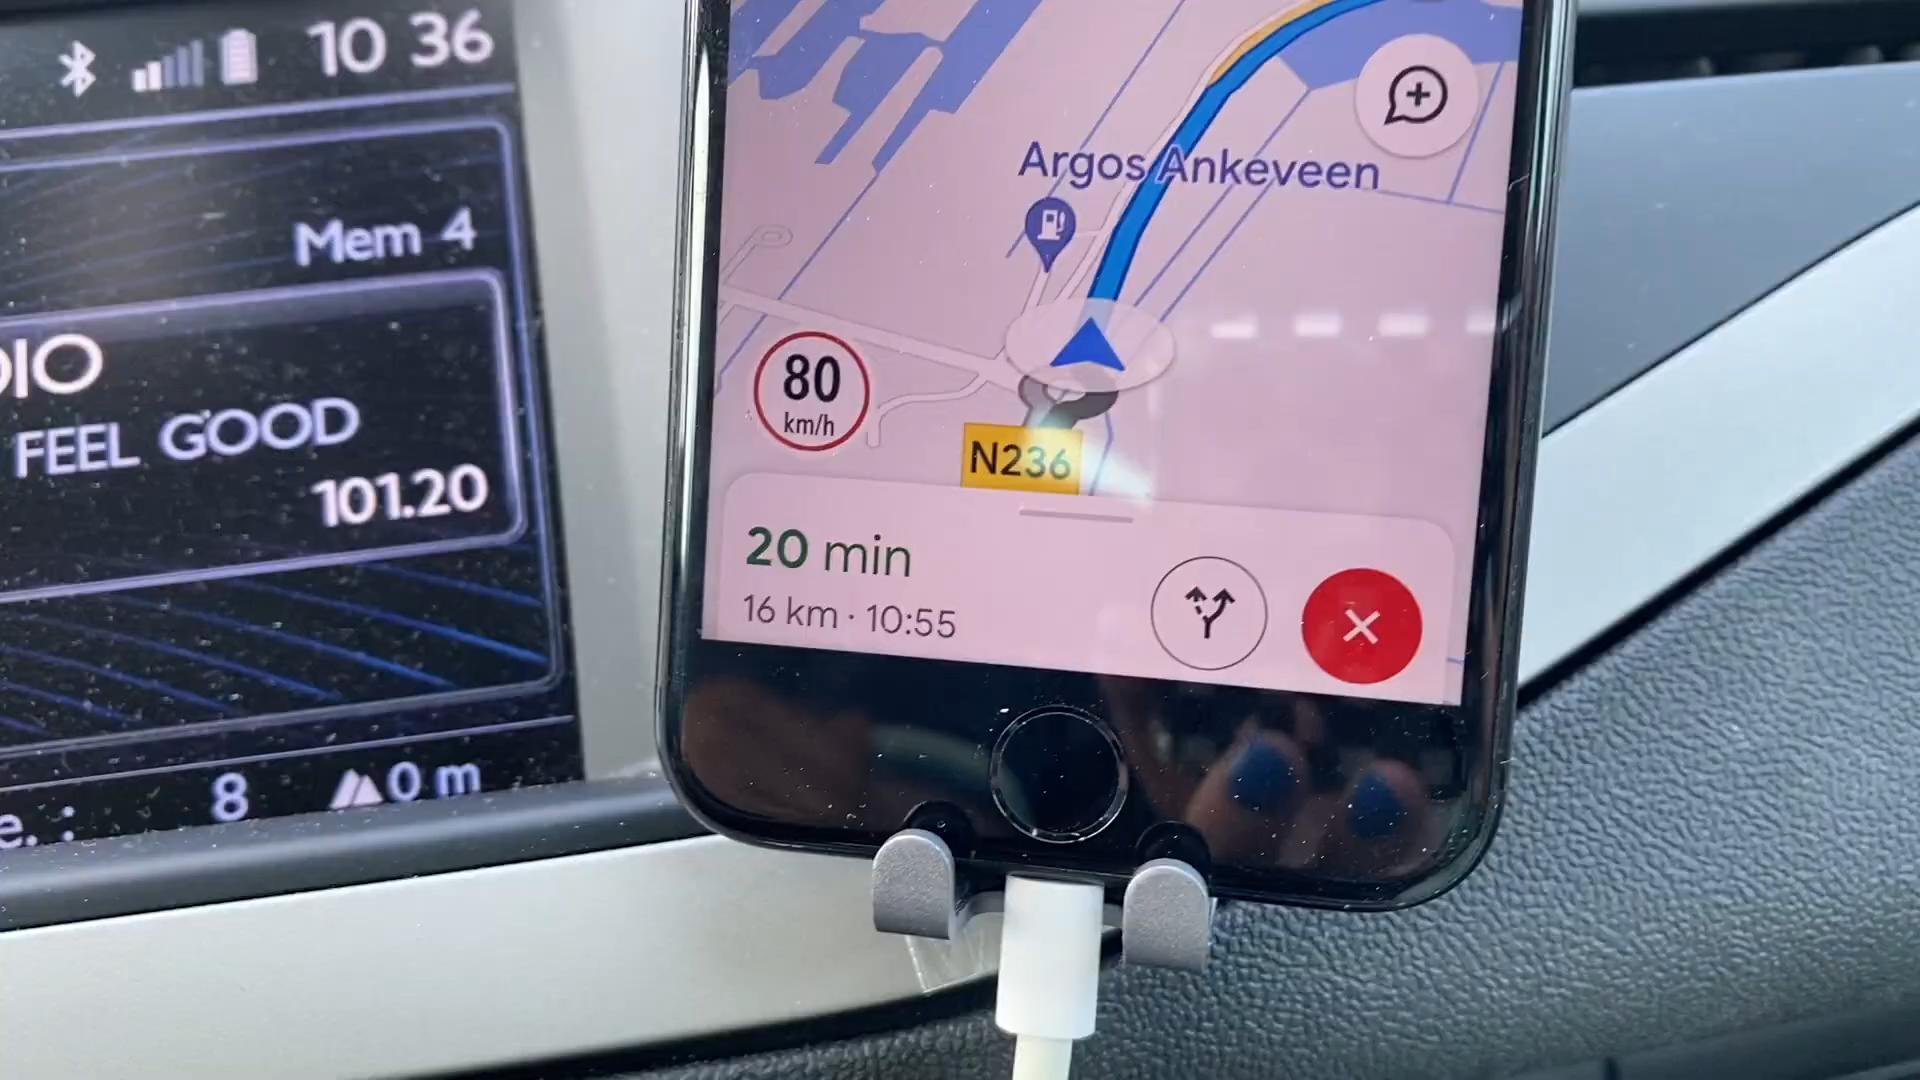 10 36
Mem 4
DIO
FEEL GOOD
101.20
e. : 8 0 m
Argos Ankeveen
80
km/h
N236
20 min
16 km · 10:55